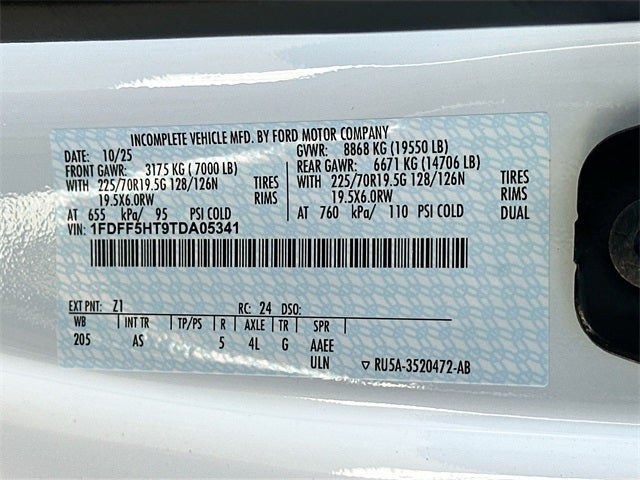 INCOMPLETE VEHICLE MFD. BY FORD MOTOR COMPANY
DATE: 10/25 GVWR: 8868 KG (19550 LB)
FRONT GAWR: 3175 KG (7000 LB) REAR GAWR: 6671 KG (14706 LB)
WITH 225/70R19.5G 128/126N TIRES WITH 225/70R19.5G 128/126N TIRES
19.5X6.0RW RIMS 19.5X6.0RW RIMS
AT 655 kPa/ 95 PSI COLD AT 760 kPa/ 110 PSI COLD DUAL
VIN: 1FDFF5HT9TDA05341
EXT PNT: Z1 RC: 24 DSO:
WB INT TR TP/PS R AXLE TR SPR
205 AS 5 4L G AAEE
ULN ▽ RU5A-3520472-AB